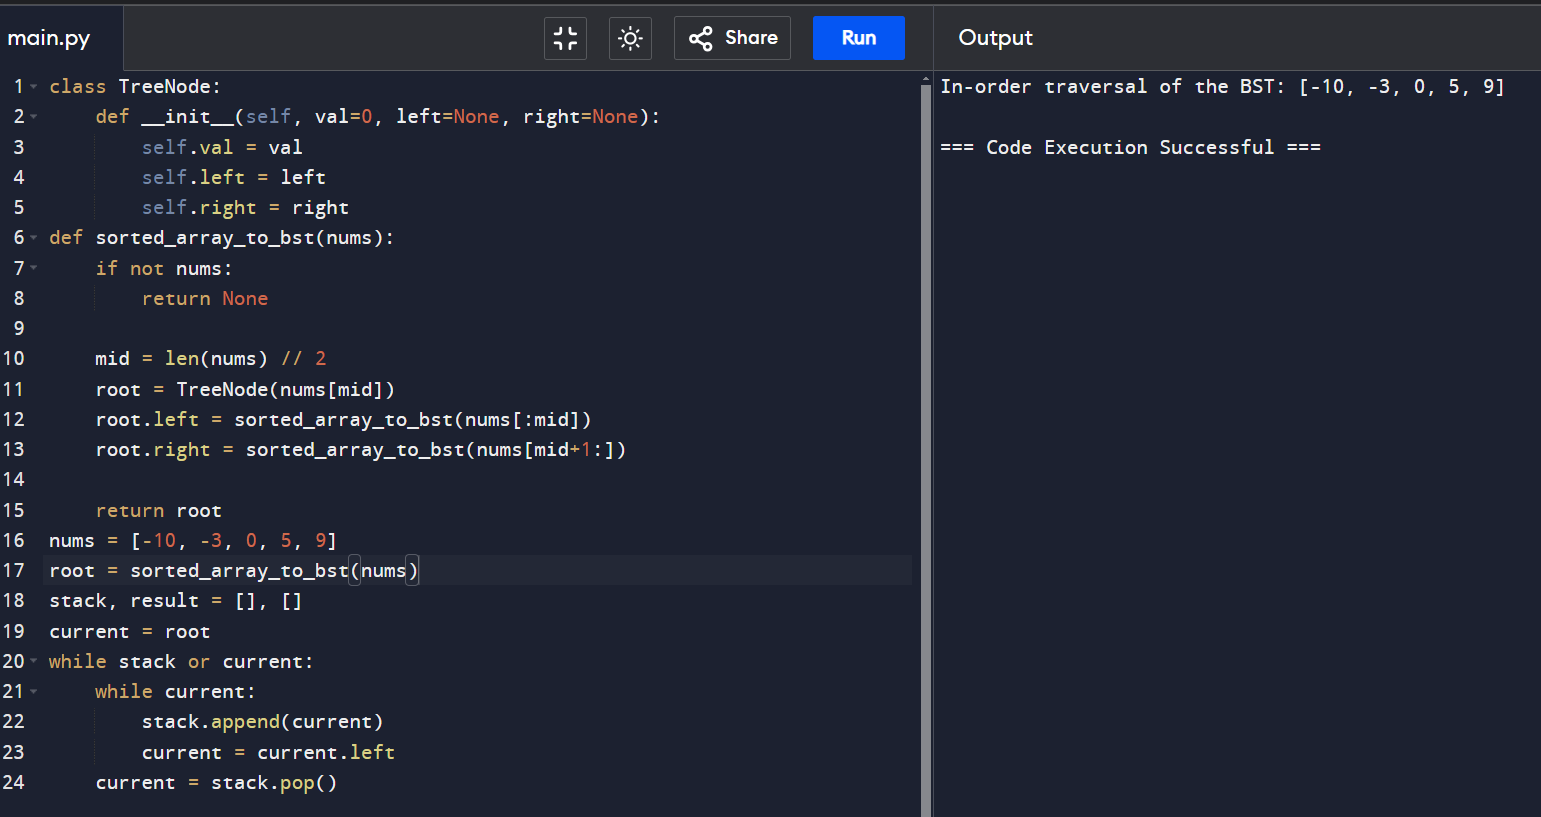 main.py
Share
Run
Output
1 class TreeNode:
2     def __init__(self, val=0, left=None, right=None):
3         self.val = val
4         self.left = left
5         self.right = right
6 def sorted_array_to_bst(nums):
7     if not nums:
8         return None
9
10     mid = len(nums) // 2
11     root = TreeNode(nums[mid])
12     root.left = sorted_array_to_bst(nums[:mid])
13     root.right = sorted_array_to_bst(nums[mid+1:])
14
15     return root
16 nums = [-10, -3, 0, 5, 9]
17 root = sorted_array_to_bst(nums)
18 stack, result = [], []
19 current = root
20 while stack or current:
21     while current:
22         stack.append(current)
23         current = current.left
24     current = stack.pop()
In-order traversal of the BST: [-10, -3, 0, 5, 9]
=== Code Execution Successful ===